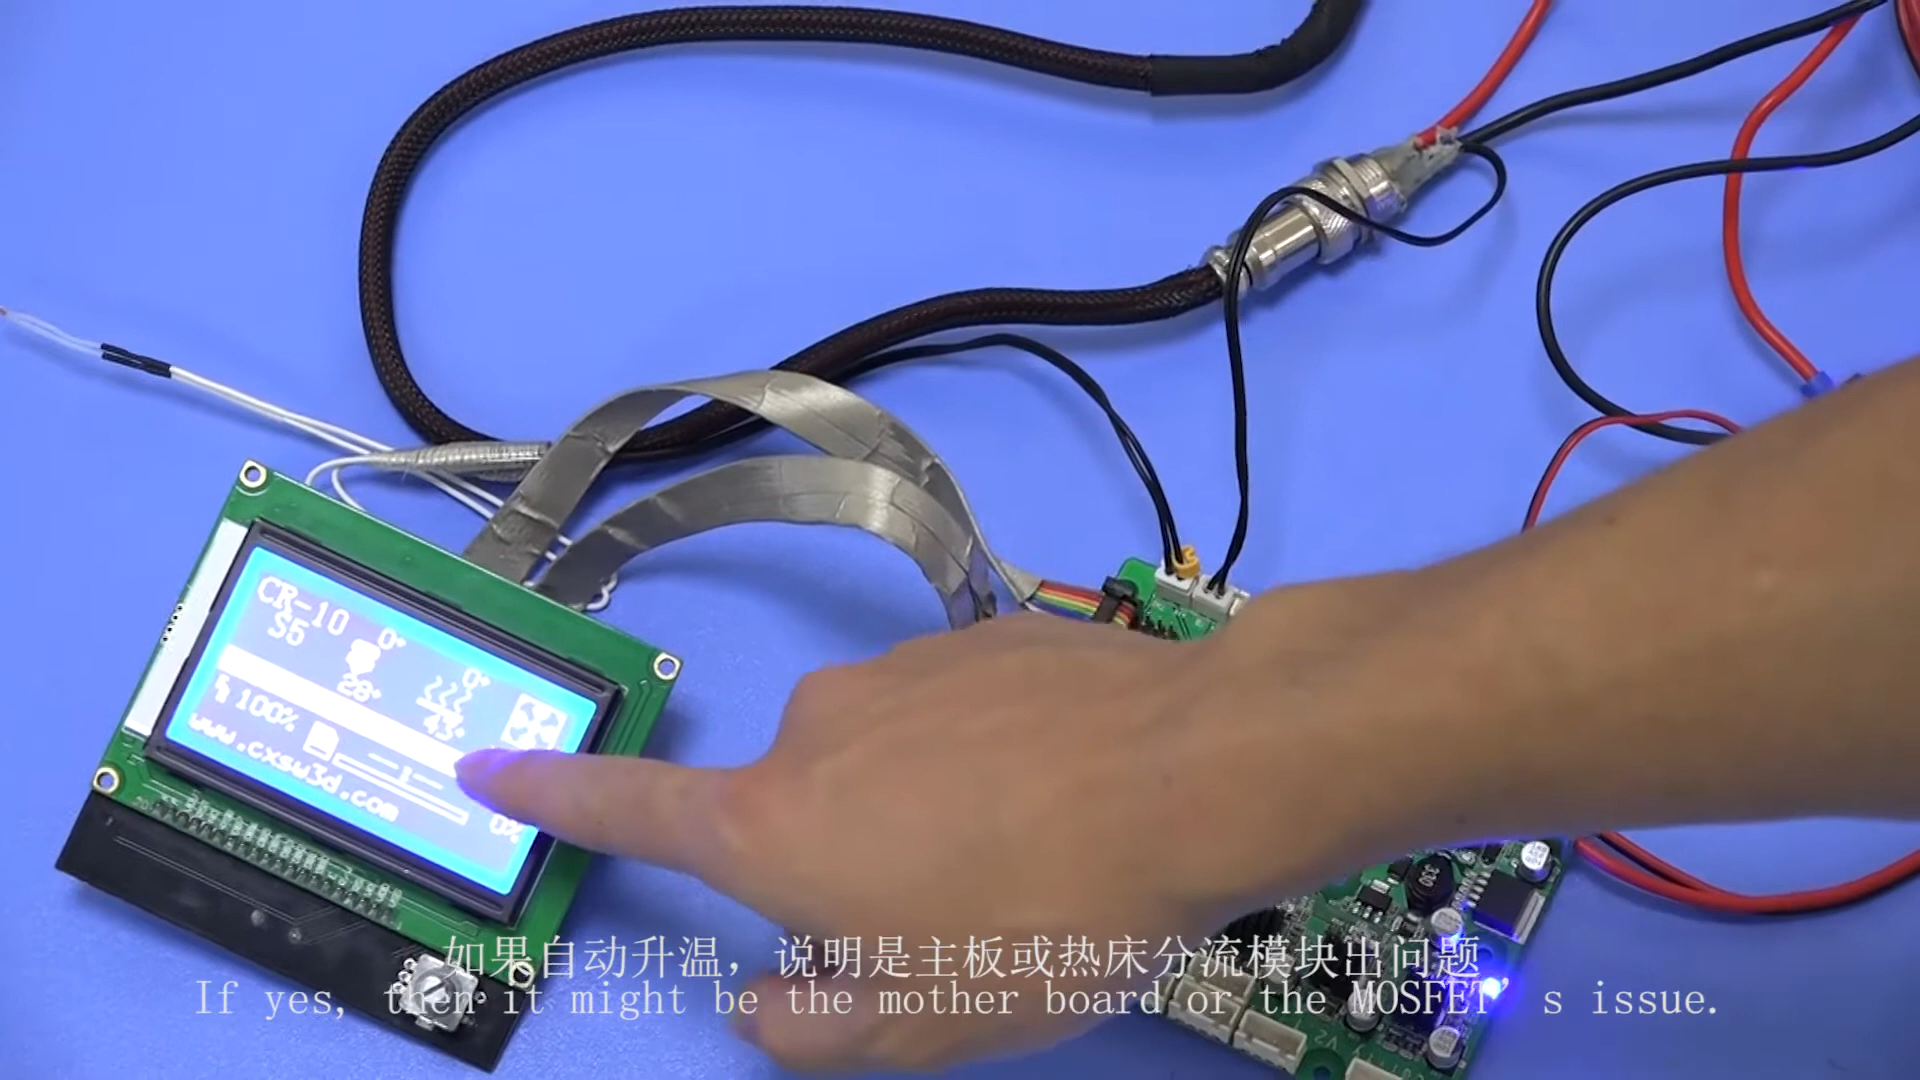 CR-10
S5
0°
0°
28°
43°
100%
www.cxsw3d.com
0%
330
V2
如果自动升温，说明是主板或热床分流模块出问题
If yes, then it might be the mother board or the MOSFET's issue.